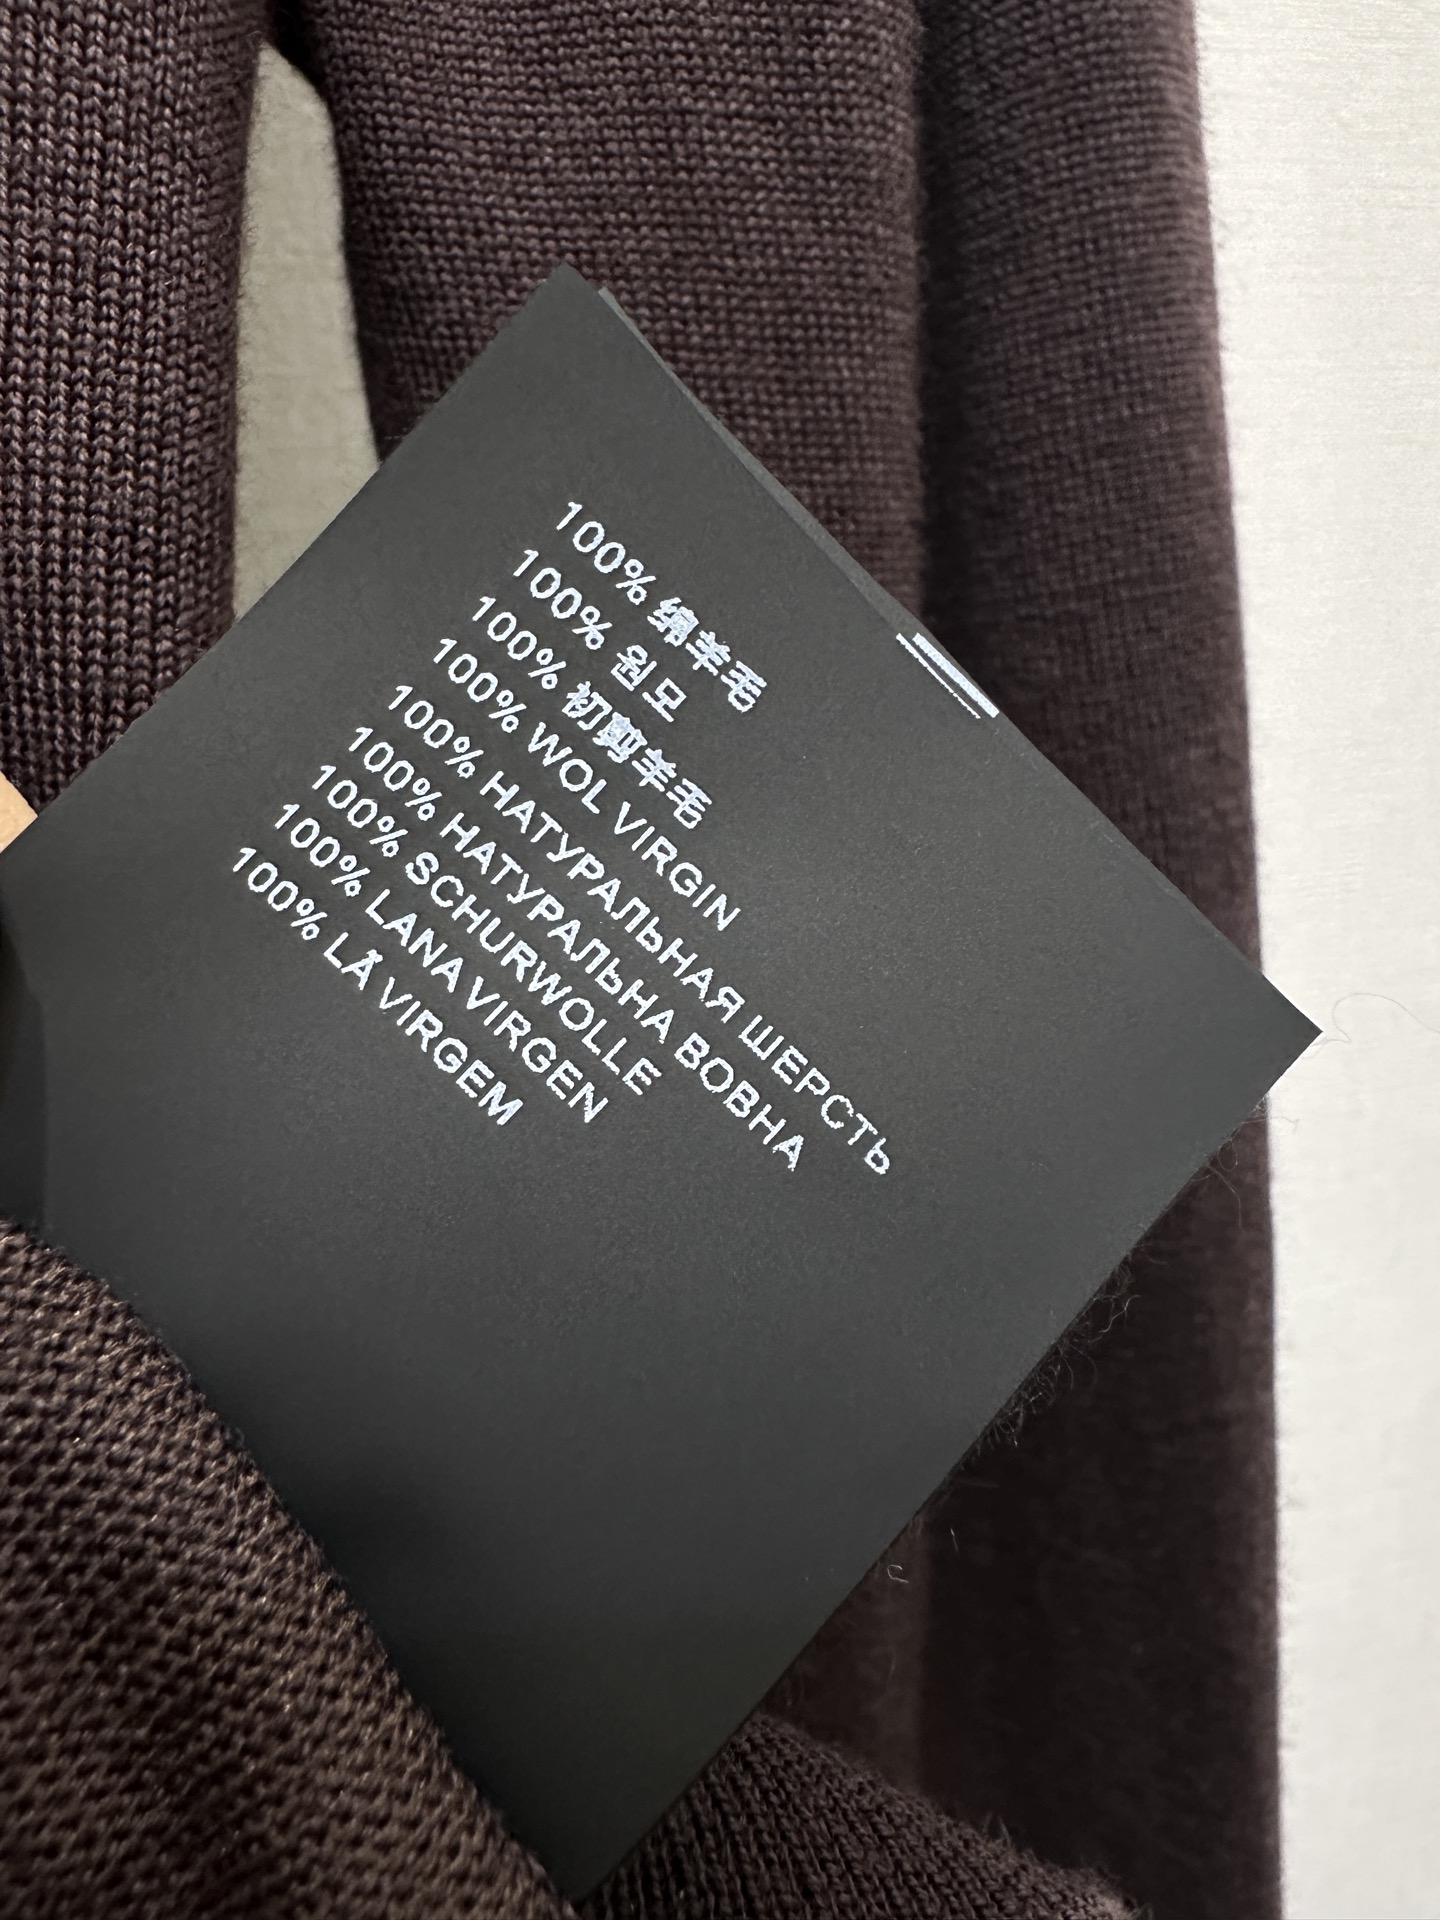 100% 绵羊毛
100% 원모
100% 初剪羊毛
100% WOL VIRGIN
100% НАТУРАЛЬНАЯ ШЕРСТЬ
100% НАТУРАЛЬНА ВОВНА
100% SCHURWOLLE
100% LANA VIRGEN
100% LÃ VIRGEM